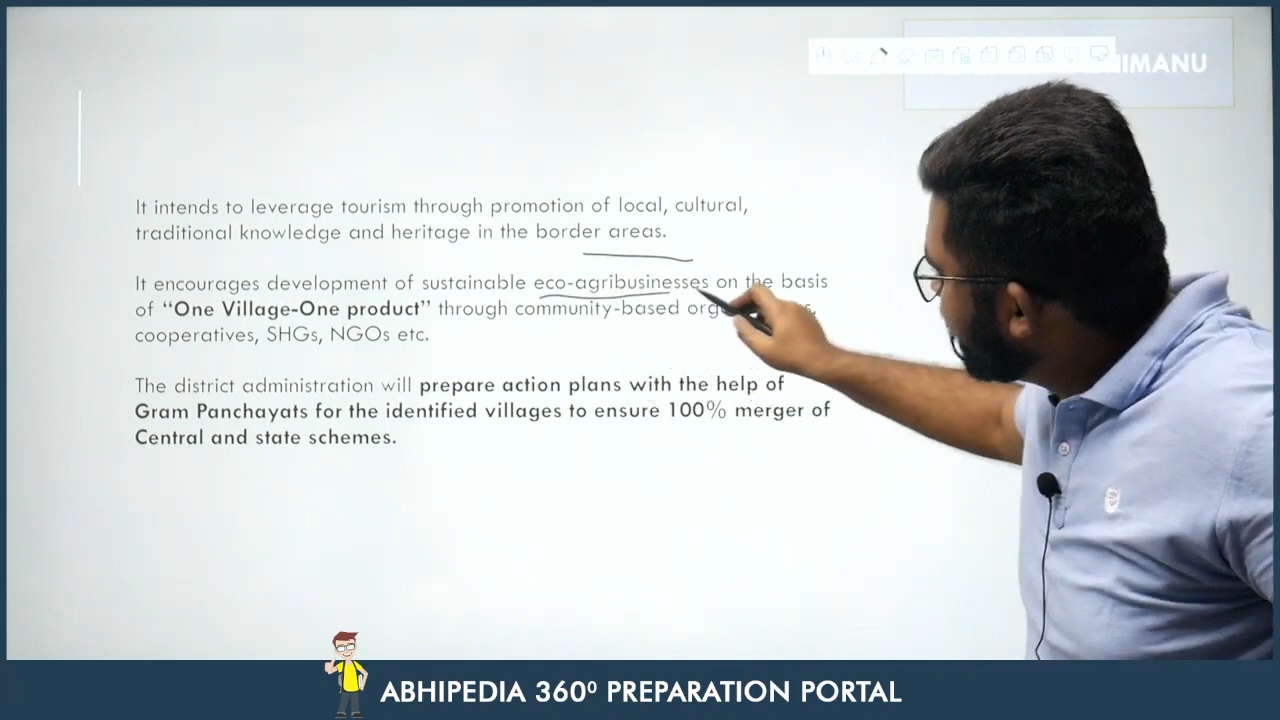 HIMANU
It intends to leverage tourism through promotion of local, cultural,
traditional knowledge and heritage in the border areas.
It encourages development of sustainable eco-agribusinesses on the basis
of “One Village-One product” through community-based
cooperatives, SHGs, NGOs etc.
The district administration will prepare action plans with the help of
Gram Panchayats for the identified villages to ensure 100% merger of
Central and state schemes.
ABHIPEDIA 360⁰ PREPARATION PORTAL